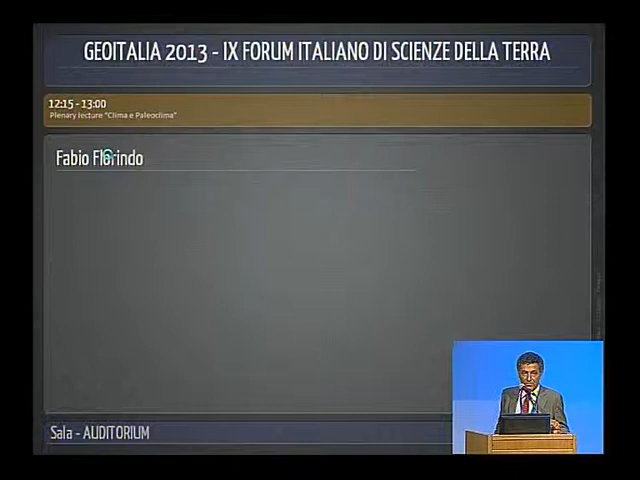 GEOITALIA 2013 - IX FORUM ITALIANO DI SCIENZE DELLA TERRA
12:15 - 13:00
Plenary lecture "Clima e Paleoclima"
Fabio Florindo
Sala - AUDITORIUM